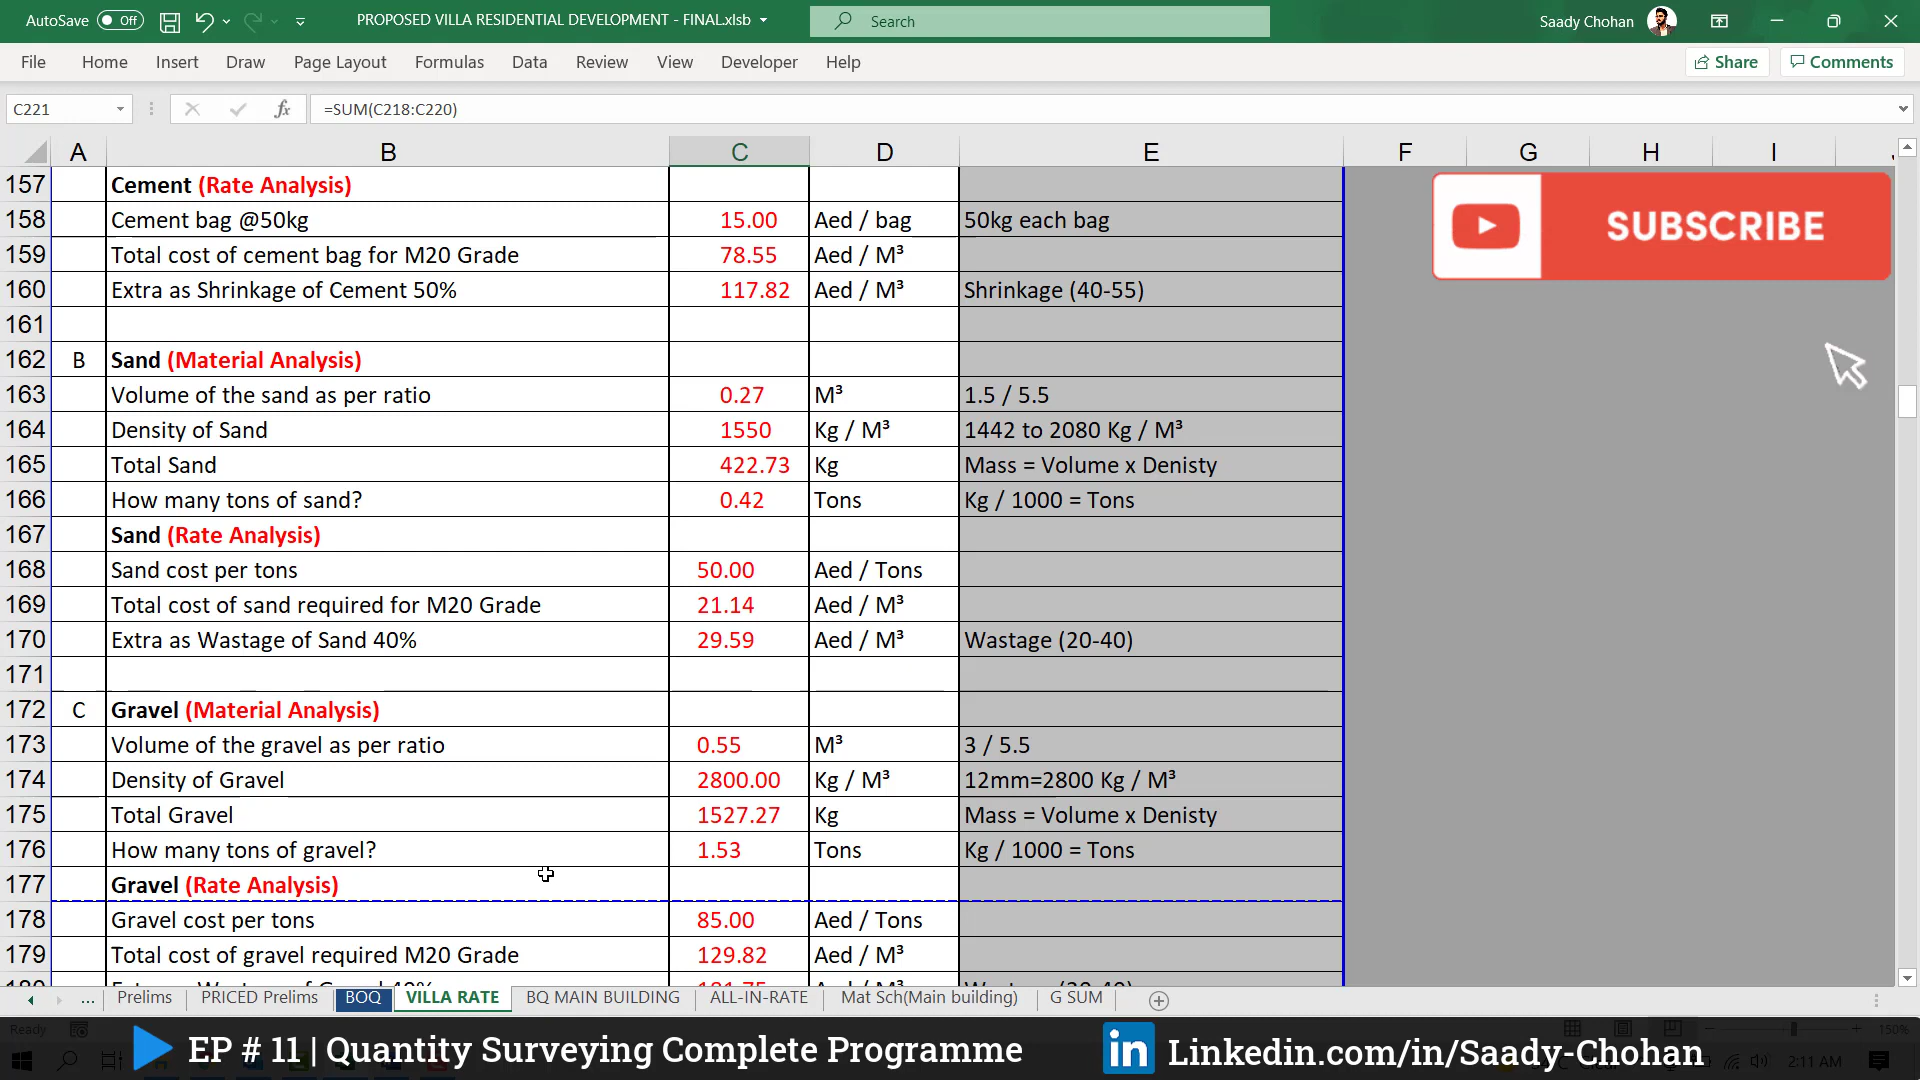 AutoSave Off PROPOSED VILLA RESIDENTIAL DEVELOPMENT - FINAL.xlsb Search Saady Chohan
File Home Insert Draw Page Layout Formulas Data Review View Developer Help Share Comments
C221 fx =SUM(C218:C220)
A B C D E F G H I
157 Cement (Rate Analysis)
158 Cement bag @50kg 15.00 Aed / bag 50kg each bag
159 Total cost of cement bag for M20 Grade 78.55 Aed / M³
160 Extra as Shrinkage of Cement 50% 117.82 Aed / M³ Shrinkage (40-55)
161
162 B Sand (Material Analysis)
163 Volume of the sand as per ratio 0.27 M³ 1.5 / 5.5
164 Density of Sand 1550 Kg / M³ 1442 to 2080 Kg / M³
165 Total Sand 422.73 Kg Mass = Volume x Denisty
166 How many tons of sand? 0.42 Tons Kg / 1000 = Tons
167 Sand (Rate Analysis)
168 Sand cost per tons 50.00 Aed / Tons
169 Total cost of sand required for M20 Grade 21.14 Aed / M³
170 Extra as Wastage of Sand 40% 29.59 Aed / M³ Wastage (20-40)
171
172 C Gravel (Material Analysis)
173 Volume of the gravel as per ratio 0.55 M³ 3 / 5.5
174 Density of Gravel 2800.00 Kg / M³ 12mm=2800 Kg / M³
175 Total Gravel 1527.27 Kg Mass = Volume x Denisty
176 How many tons of gravel? 1.53 Tons Kg / 1000 = Tons
177 Gravel (Rate Analysis)
178 Gravel cost per tons 85.00 Aed / Tons
179 Total cost of gravel required M20 Grade 129.82 Aed / M³
SUBSCRIBE
... Prelims PRICED Prelims BOQ VILLA RATE BQ MAIN BUILDING ALL-IN-RATE Mat Sch(Main building) G SUM
Ready 150%
EP # 11 | Quantity Surveying Complete Programme
in Linkedin.com/in/Saady-Chohan
2:11 AM